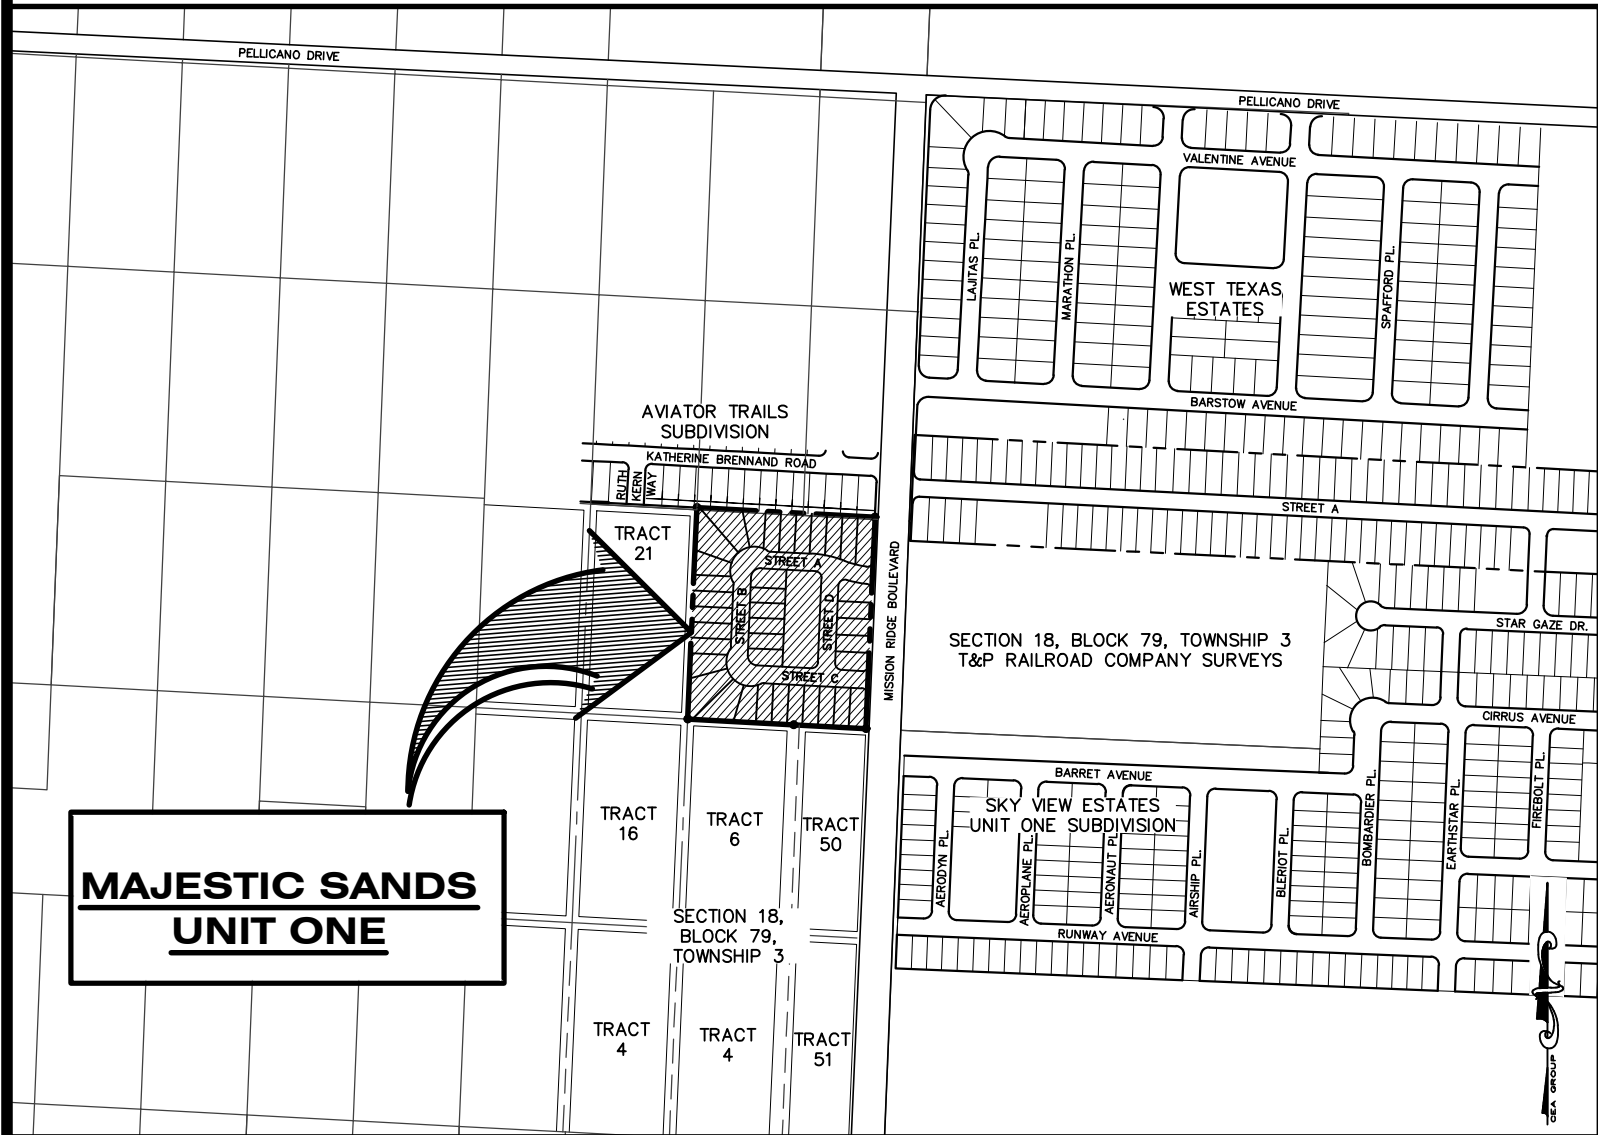 PELLICANO DRIVE
PELLICANO DRIVE
VALENTINE AVENUE
LAJITAS PL.
MARATHON PL.
SPAFFORD PL.
WEST TEXAS
ESTATES
BARSTOW AVENUE
AVIATOR TRAILS
SUBDIVISION
KATHERINE BRENNAND ROAD
RUTH
KERN
WAY
STREET A
TRACT
21
STREET A
STREET B
STREET D
STREET C
MISSION RIDGE BOULEVARD
SECTION 18, BLOCK 79, TOWNSHIP 3
T&P RAILROAD COMPANY SURVEYS
STAR GAZE DR.
CIRRUS AVENUE
BARRET AVENUE
SKY VIEW ESTATES
UNIT ONE SUBDIVISION
AERODYN PL.
AEROPLANE PL.
AERONAUT PL.
AIRSHIP PL.
BLERIOT PL.
BOMBARDIER PL.
EARTHSTAR PL.
FIREBOLT PL.
RUNWAY AVENUE
TRACT
16
TRACT
6
TRACT
50
MAJESTIC SANDS
UNIT ONE
SECTION 18,
BLOCK 79,
TOWNSHIP 3
TRACT
4
TRACT
4
TRACT
51
CEA GROUP